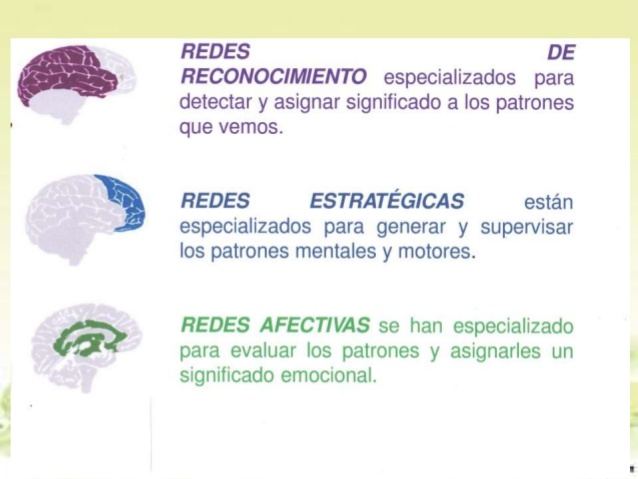 REDES DE
RECONOCIMIENTO especializados para
detectar y asignar significado a los patrones
que vemos.
REDES ESTRATÉGICAS están
especializados para generar y supervisar
los patrones mentales y motores.
REDES AFECTIVAS se han especializado
para evaluar los patrones y asignarles un
significado emocional.